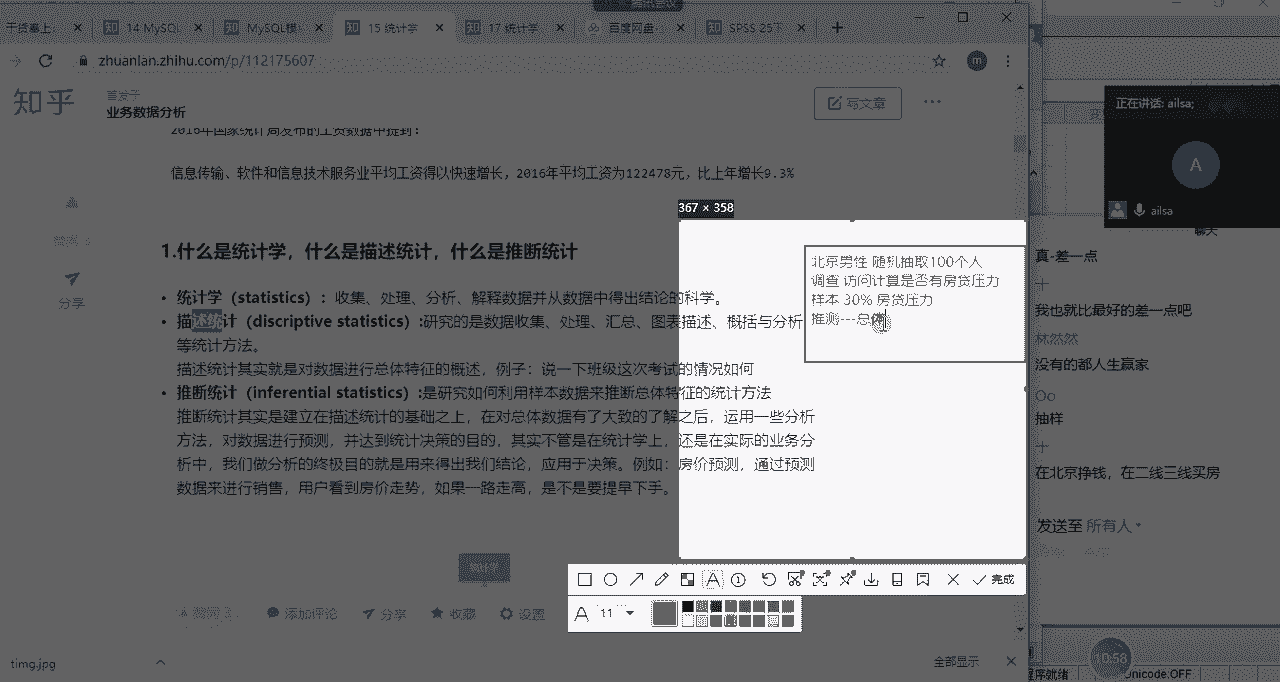 干货塞上
14 MySQL
MySQL模
15 统计学
17 统计学
百度网盘
SPSS 25下
zhuanlan.zhihu.com/p/112175607
m
知乎
首发于
业务数据分析
写文章
2016年国家统计局发布的工资数据中提到：
信息传输、软件和信息技术服务业平均工资得以快速增长，2016年平均工资为122478元，比上年增长9.3%
367 × 358
1.什么是统计学，什么是描述统计，什么是推断统计
• 统计学（statistics）：收集、处理、分析、解释数据并从数据中得出结论的科学。
• 描述统计（discriptive statistics）:研究的是数据收集、处理、汇总、图表描述、概括与分析
等统计方法。
描述统计其实就是对数据进行总体特征的概述，例子：说一下班级这次考试的情况如何
• 推断统计（inferential statistics）:是研究如何利用样本数据来推断总体特征的统计方法
推断统计其实是建立在描述统计的基础之上，在对总体数据有了大致的了解之后，运用一些分析
方法，对数据进行预测，并达到统计决策的目的，其实不管是在统计学上，还是在实际的业务分
析中，我们做分析的终极目的就是用来得出我们结论，应用于决策。例如：房价预测，通过预测
数据来进行销售，用户看到房价走势，如果一路走高，是不是要提早下手。
北京男性 随机抽取100个人
调查 访问计算是否有房贷压力
样本 30% 房贷压力
推测---总体
分享
添加评论
分享
收藏
设置
完成
A 11
timg.jpg
全部显示
正在讲话: ailsa;
A
ailsa
聊天
真-差一点
十
我也就比最好的差一点吧
林然然
没有的都人生赢家
Oo
抽样
十
在北京挣钱，在二线三线买房
发送至 所有人
10:58
程序就绪
Unicode:OFF